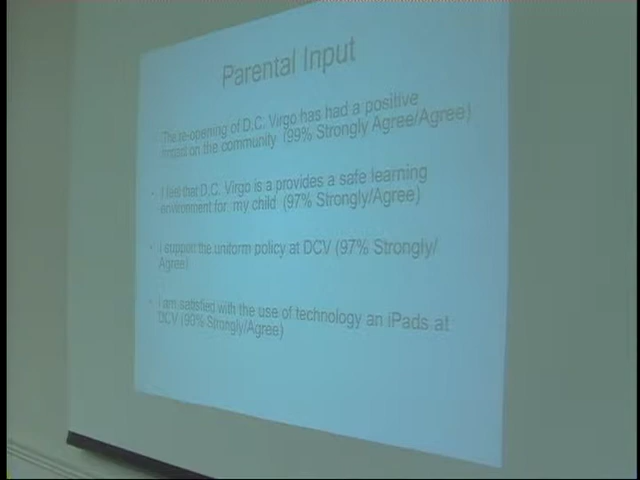 Parental Input
The re-opening of D.C. Virgo has had a positive
impact on the community (99% Strongly Agree/Agree)
• I feel that D.C. Virgo is a provides a safe learning
environment for my child (97% Strongly/Agree)
• I support the uniform policy at DCV (97% Strongly/
Agree)
• I am satisfied with the use of technology an iPads at
DCV (90% Strongly/Agree)